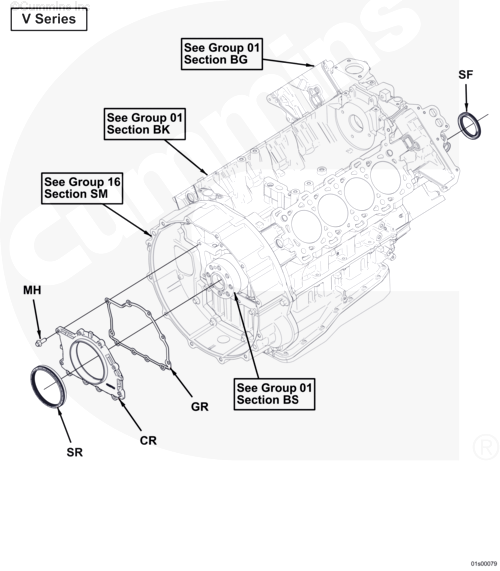 ©Cummins Inc
V Series
See Group 01
Section BG
SF
See Group 01
Section BK
See Group 16
Section SM
MH
See Group 01
Section BS
GR
CR
SR
Cummins
®
01s00079